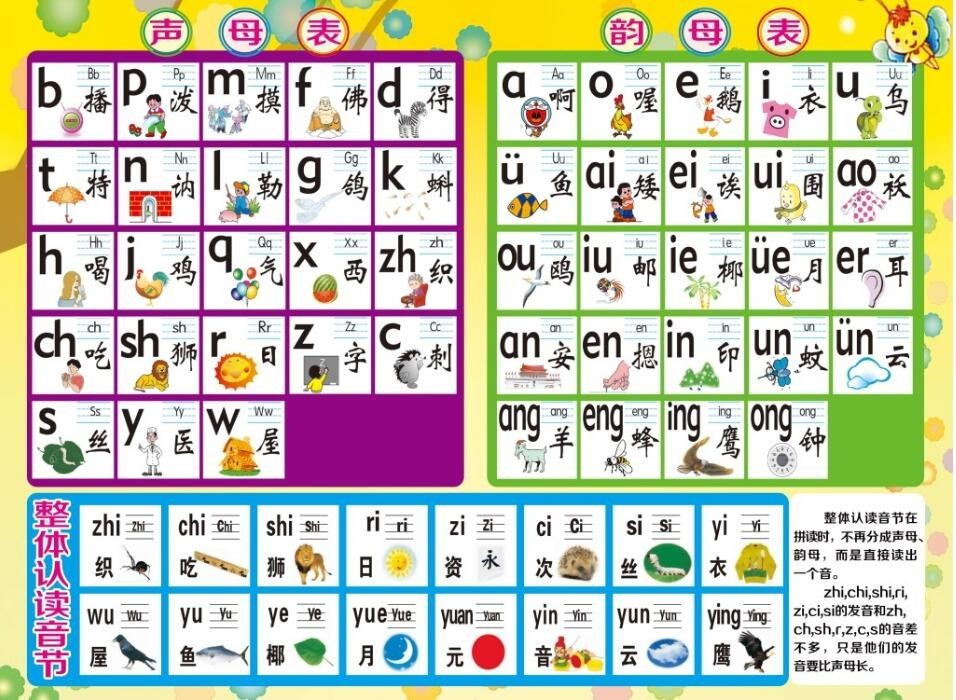 声母表
b Bb 播 p Pp 泼 m Mm 摸 f Ff 佛 d Dd 得
t Tt 特 n Nn 讷 l Ll 勒 g Gg 鸽 k Kk 蝌
h Hh 喝 j Jj 鸡 q Qq 气 x Xx 西 zh zh 织
ch ch 吃 sh sh 狮 r Rr 日 z Zz 字 c Cc 刺
s Ss 丝 y Yy 医 w Ww 屋
韵母表
a Aa 啊 o Oo 喔 e Ee 鹅 i Ii 衣 u Uu 乌
ü Uu 鱼 ai ai 矮 ei ei 诶 ui ui 围 ao ao 袄
ou ou 鸥 iu iu 邮 ie ie 椰 üe ue 月 er er 耳
an an 安 en en 摁 in in 印 un un 蚊 ün un 云
ang ang 羊 eng eng 蜂 ing ing 鹰 ong ong 钟
整体认读音节
zhi Zhi 织 chi Chi 吃 shi Shi 狮 ri ri 日 zi Zi 资 ci Ci 次 si Si 丝 yi Yi 衣
wu Wu 屋 yu Yu 鱼 ye Ye 椰 yue Yue 月 yuan Yuan 元 yin Yin 音 yun Yun 云 ying Ying 鹰
永
整体认读音节在
拼读时，不再分成声母、
韵母，而是直接读出
一个音。
zhi,chi,shi,ri,
zi,ci,si的发音和zh,
ch,sh,r,z,c,s的音差
不多，只是他们的发
音要比声母长。